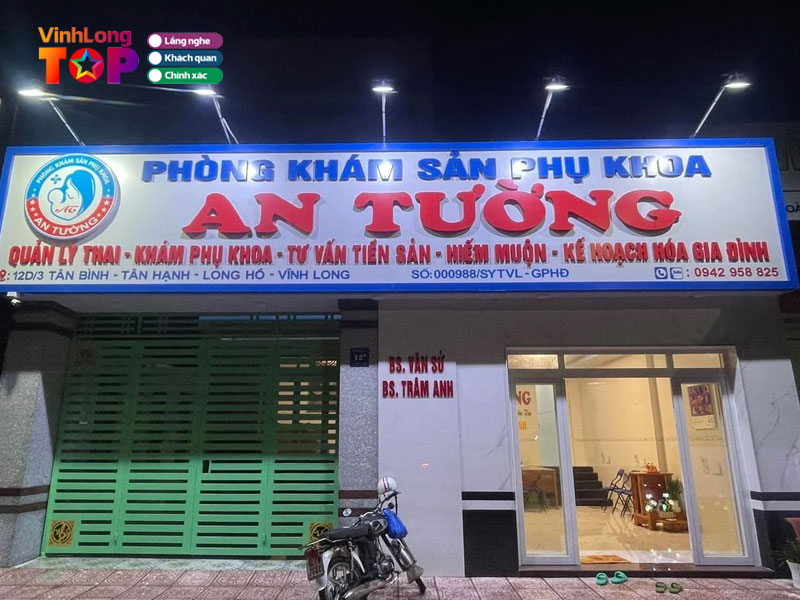 VinhLong
TOP
Lắng nghe
Khách quan
Chính xác
PHÒNG KHÁM SẢN PHỤ KHOA
AN TƯỜNG
PHÒNG KHÁM SẢN PHỤ KHOA
AN TƯỜNG
QUẢN LÝ THAI - KHÁM PHỤ KHOA - TƯ VẤN TIỀN SẢN - HIẾM MUỘN - KẾ HOẠCH HÓA GIA ĐÌNH
: 12D/3 TÂN BÌNH - TÂN HẠNH - LONG HỒ - VĨNH LONG
SỐ:000988/SYTVL-GPHĐ
: 0942 958 825
BS. VĂN SỬ
BS. TRÂM ANH